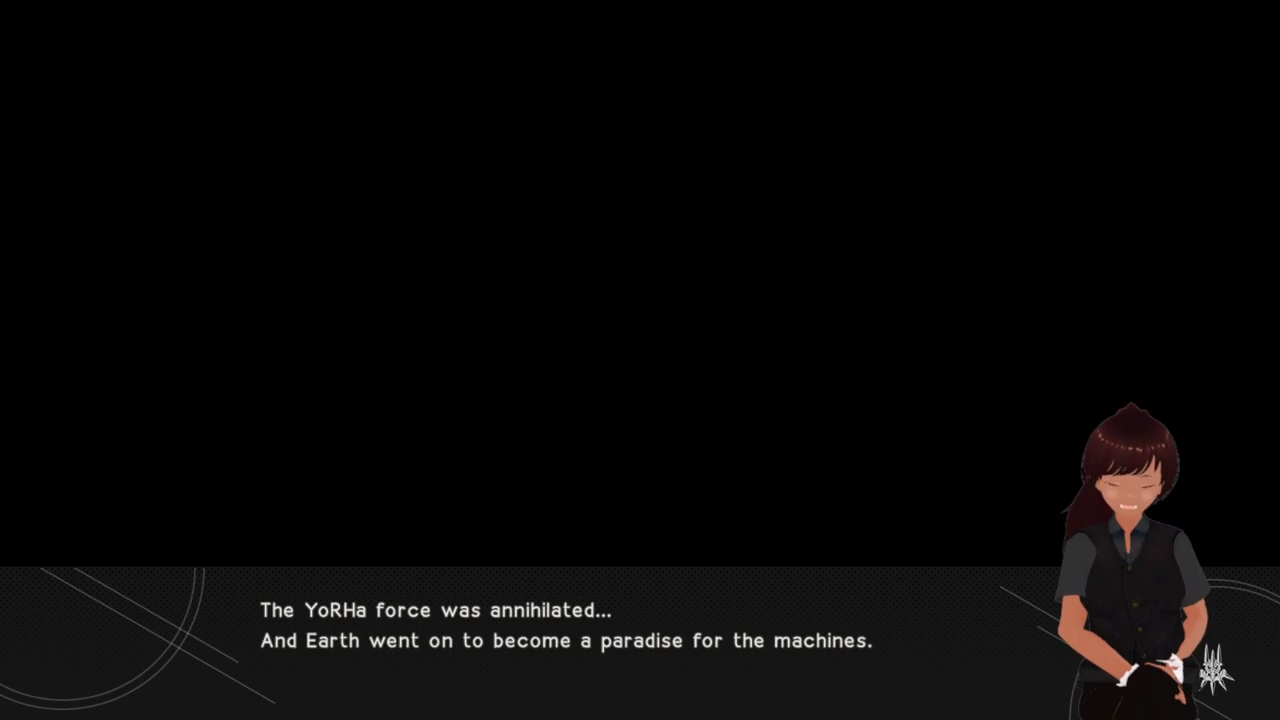 The YoRHa force was annihilated...
And Earth went on to become a paradise for the machines.